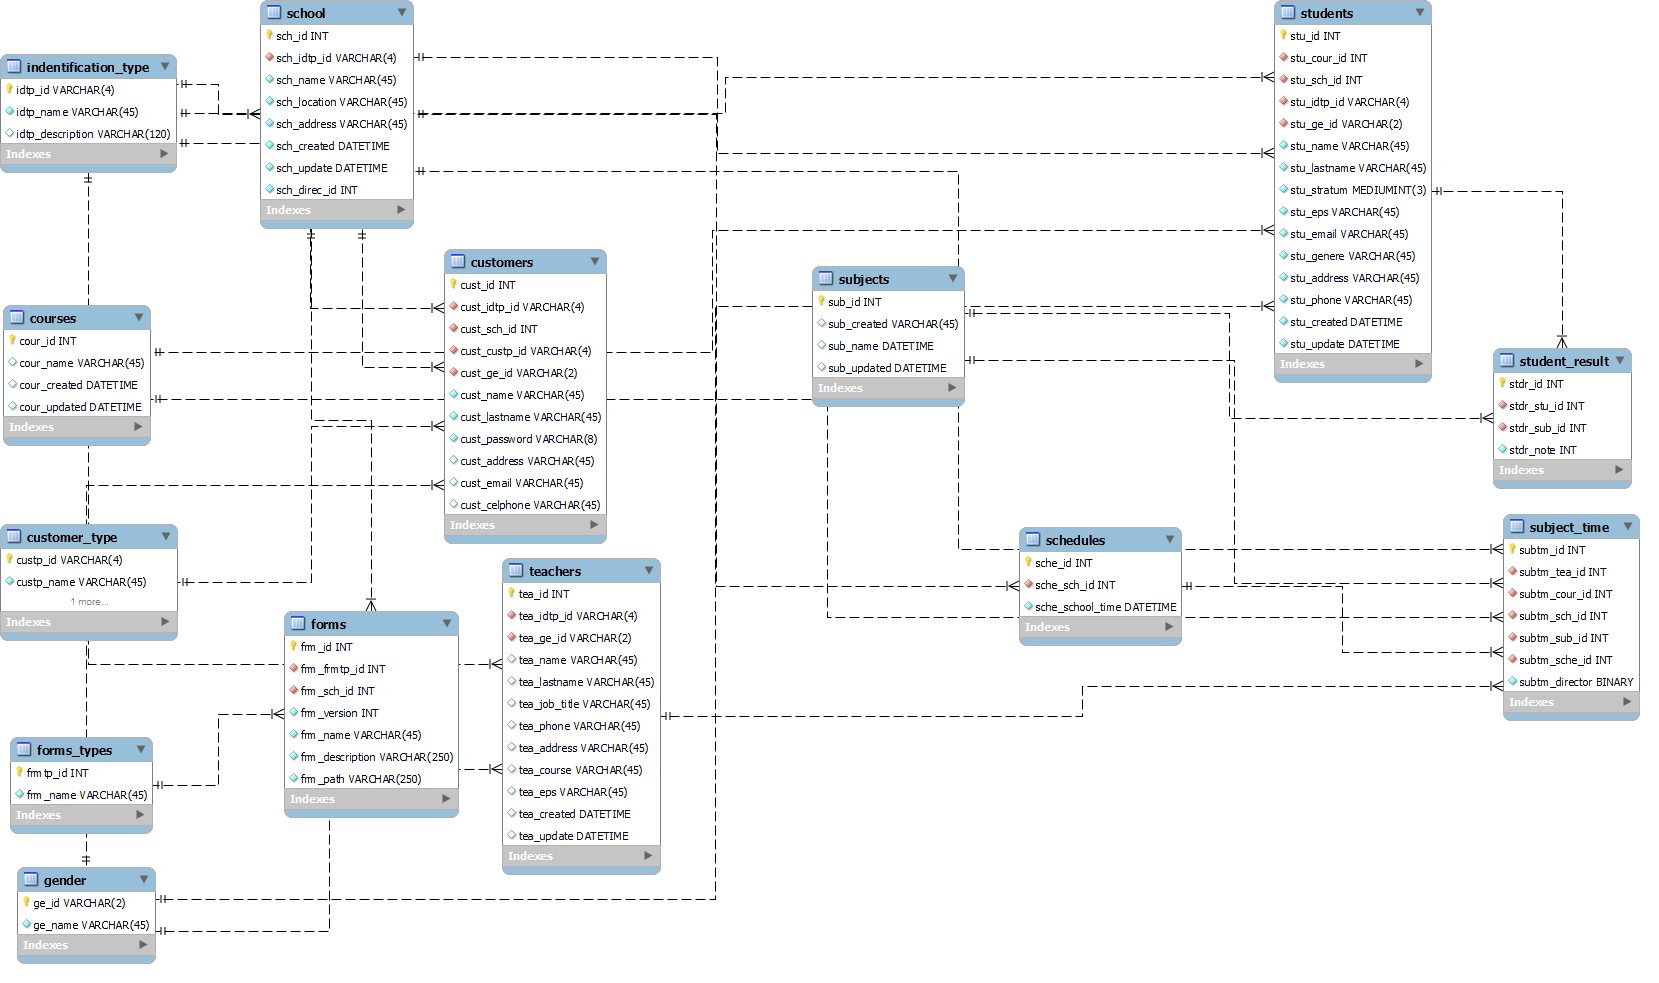 school
sch_id INT
sch_idtp_id VARCHAR(4)
sch_name VARCHAR(45)
sch_location VARCHAR(45)
sch_address VARCHAR(45)
sch_created DATETIME
sch_update DATETIME
sch_direc_id INT
Indexes
students
stu_id INT
stu_cour_id INT
stu_sch_id INT
stu_idtp_id VARCHAR(4)
stu_ge_id VARCHAR(2)
stu_name VARCHAR(45)
stu_lastname VARCHAR(45)
stu_stratum MEDIUMINT(3)
stu_eps VARCHAR(45)
stu_email VARCHAR(45)
stu_genere VARCHAR(45)
stu_address VARCHAR(45)
stu_phone VARCHAR(45)
stu_created DATETIME
stu_update DATETIME
Indexes
indentification_type
idtp_id VARCHAR(4)
idtp_name VARCHAR(45)
idtp_description VARCHAR(120)
Indexes
customers
cust_id INT
cust_idtp_id VARCHAR(4)
cust_sch_id INT
cust_custp_id VARCHAR(4)
cust_ge_id VARCHAR(2)
cust_name VARCHAR(45)
cust_lastname VARCHAR(45)
cust_password VARCHAR(8)
cust_address VARCHAR(45)
cust_email VARCHAR(45)
cust_celphone VARCHAR(45)
Indexes
subjects
sub_id INT
sub_created VARCHAR(45)
sub_name DATETIME
sub_updated DATETIME
Indexes
courses
cour_id INT
cour_name VARCHAR(45)
cour_created DATETIME
cour_updated DATETIME
Indexes
student_result
stdr_id INT
stdr_stu_id INT
stdr_sub_id INT
stdr_note INT
Indexes
customer_type
custp_id VARCHAR(4)
custp_name VARCHAR(45)
1 more...
Indexes
schedules
sche_id INT
sche_sch_id INT
sche_school_time DATETIME
Indexes
subject_time
subtm_id INT
subtm_tea_id INT
subtm_cour_id INT
subtm_sch_id INT
subtm_sub_id INT
subtm_sche_id INT
subtm_director BINARY
Indexes
teachers
tea_id INT
tea_idtp_id VARCHAR(4)
tea_ge_id VARCHAR(2)
tea_name VARCHAR(45)
tea_lastname VARCHAR(45)
tea_job_title VARCHAR(45)
tea_phone VARCHAR(45)
tea_address VARCHAR(45)
tea_course VARCHAR(45)
tea_eps VARCHAR(45)
tea_created DATETIME
tea_update DATETIME
Indexes
forms
frm_id INT
frm_frmtp_id INT
frm_sch_id INT
frm_version INT
frm_name VARCHAR(45)
frm_description VARCHAR(250)
frm_path VARCHAR(250)
Indexes
forms_types
frmtp_id INT
frm_name VARCHAR(45)
Indexes
gender
ge_id VARCHAR(2)
ge_name VARCHAR(45)
Indexes